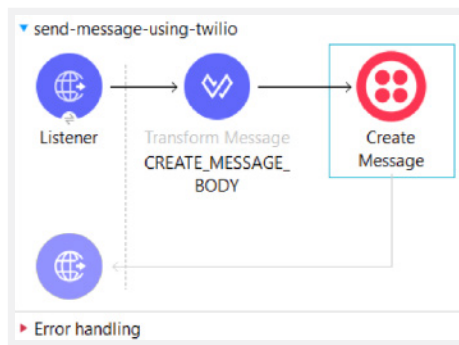 send-message-using-twilio
Listener
Transform Message
CREATE_MESSAGE_
BODY
Create
Message
Error handling